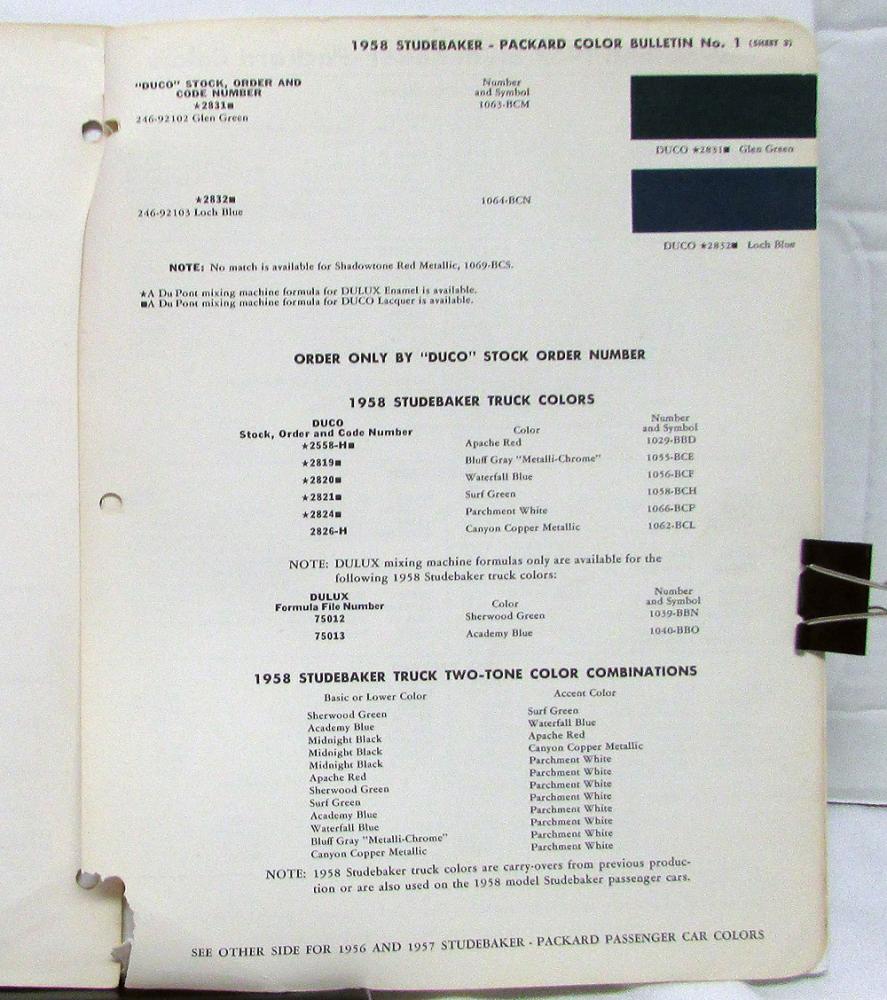 1958 STUDEBAKER - PACKARD COLOR BULLETIN No. 1 (SHEET 3)
"DUCO" STOCK, ORDER AND
CODE NUMBER
Number
and Symbol
★2831■ 1063-BCM
246-92102 Glen Green
DUCO ★2831■ Glen Green
★2832■ 1064-BCN
246-92103 Loch Blue
DUCO ★2832■ Loch Blue
NOTE: No match is available for Shadowtone Red Metallic, 1069-BCS.
★A Du Pont mixing machine formula for DULUX Enamel is available.
■A Du Pont mixing machine formula for DUCO Lacquer is available.
ORDER ONLY BY "DUCO" STOCK ORDER NUMBER
1958 STUDEBAKER TRUCK COLORS
DUCO
Stock, Order and Code Number Color Number
and Symbol
★2558-H■ Apache Red 1029-BBD
★2819■ Bluff Gray "Metalli-Chrome" 1055-BCE
★2820■ Waterfall Blue 1056-BCF
★2821■ Surf Green 1058-BCH
★2824■ Parchment White 1066-BCP
2826-H Canyon Copper Metallic 1062-BCL
NOTE: DULUX mixing machine formulas only are available for the
following 1958 Studebaker truck colors:
DULUX
Formula File Number Color Number
and Symbol
75012 Sherwood Green 1039-BBN
75013 Academy Blue 1040-BBO
1958 STUDEBAKER TRUCK TWO-TONE COLOR COMBINATIONS
Basic or Lower Color Accent Color
Sherwood Green Surf Green
Academy Blue Waterfall Blue
Midnight Black Apache Red
Midnight Black Canyon Copper Metallic
Midnight Black Parchment White
Apache Red Parchment White
Sherwood Green Parchment White
Surf Green Parchment White
Academy Blue Parchment White
Waterfall Blue Parchment White
Bluff Gray "Metalli-Chrome" Parchment White
Canyon Copper Metallic Parchment White
NOTE: 1958 Studebaker truck colors are carry-overs from previous produc-
tion or are also used on the 1958 model Studebaker passenger cars.
SEE OTHER SIDE FOR 1956 AND 1957 STUDEBAKER - PACKARD PASSENGER CAR COLORS